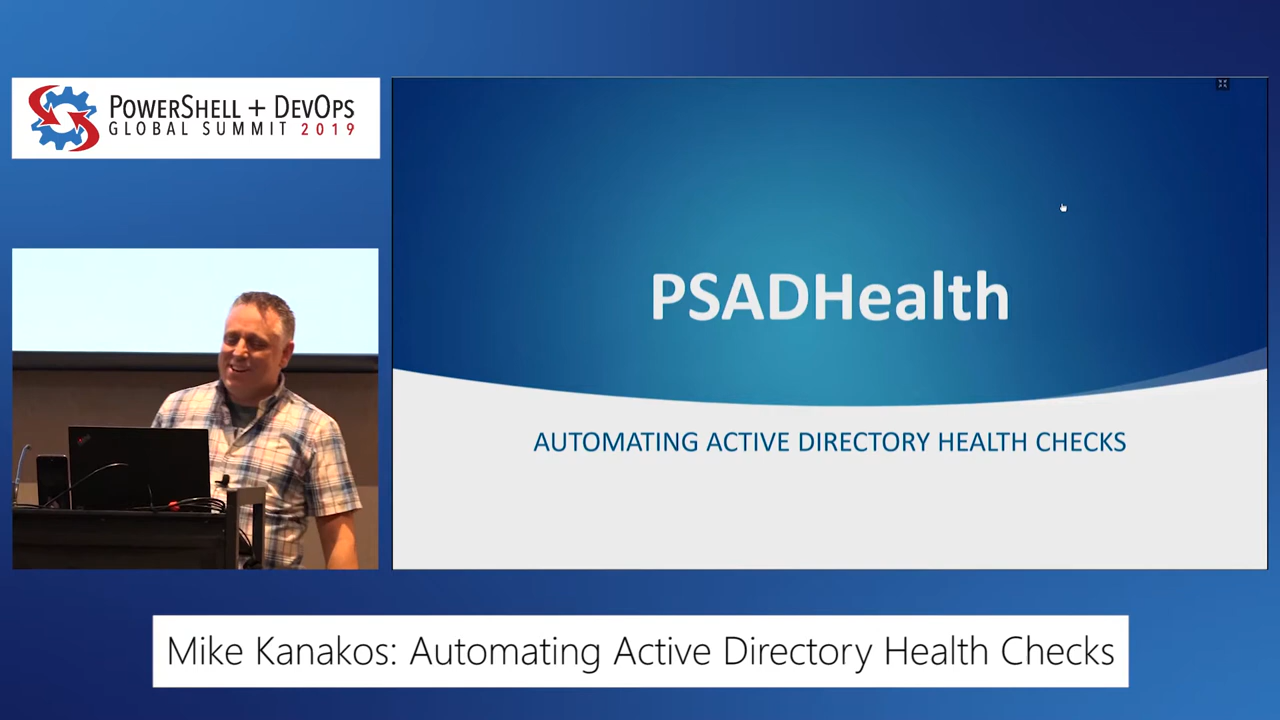 POWERSHELL + DEVOPS
GLOBAL SUMMIT 2019
PSADHealth
AUTOMATING ACTIVE DIRECTORY HEALTH CHECKS
Mike Kanakos: Automating Active Directory Health Checks